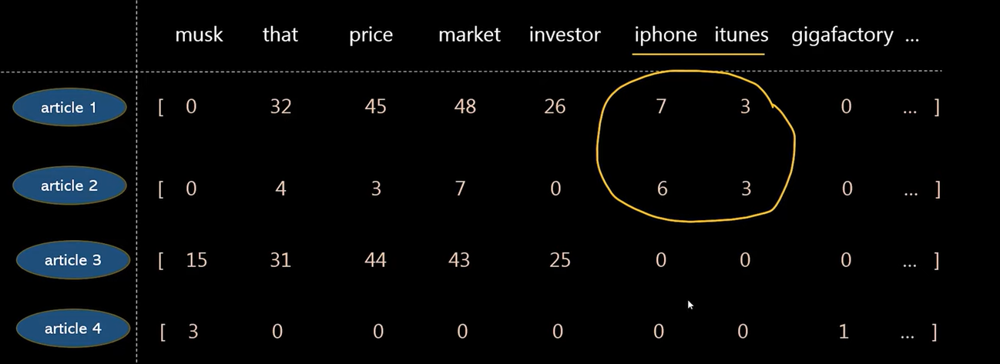 musk that price market investor iphone itunes gigafactory ...
article 1 [ 0 32 45 48 26 7 3 0 ... ]
article 2 [ 0 4 3 7 0 6 3 0 ... ]
article 3 [ 15 31 44 43 25 0 0 0 ... ]
article 4 [ 3 0 0 0 0 0 0 1 ... ]